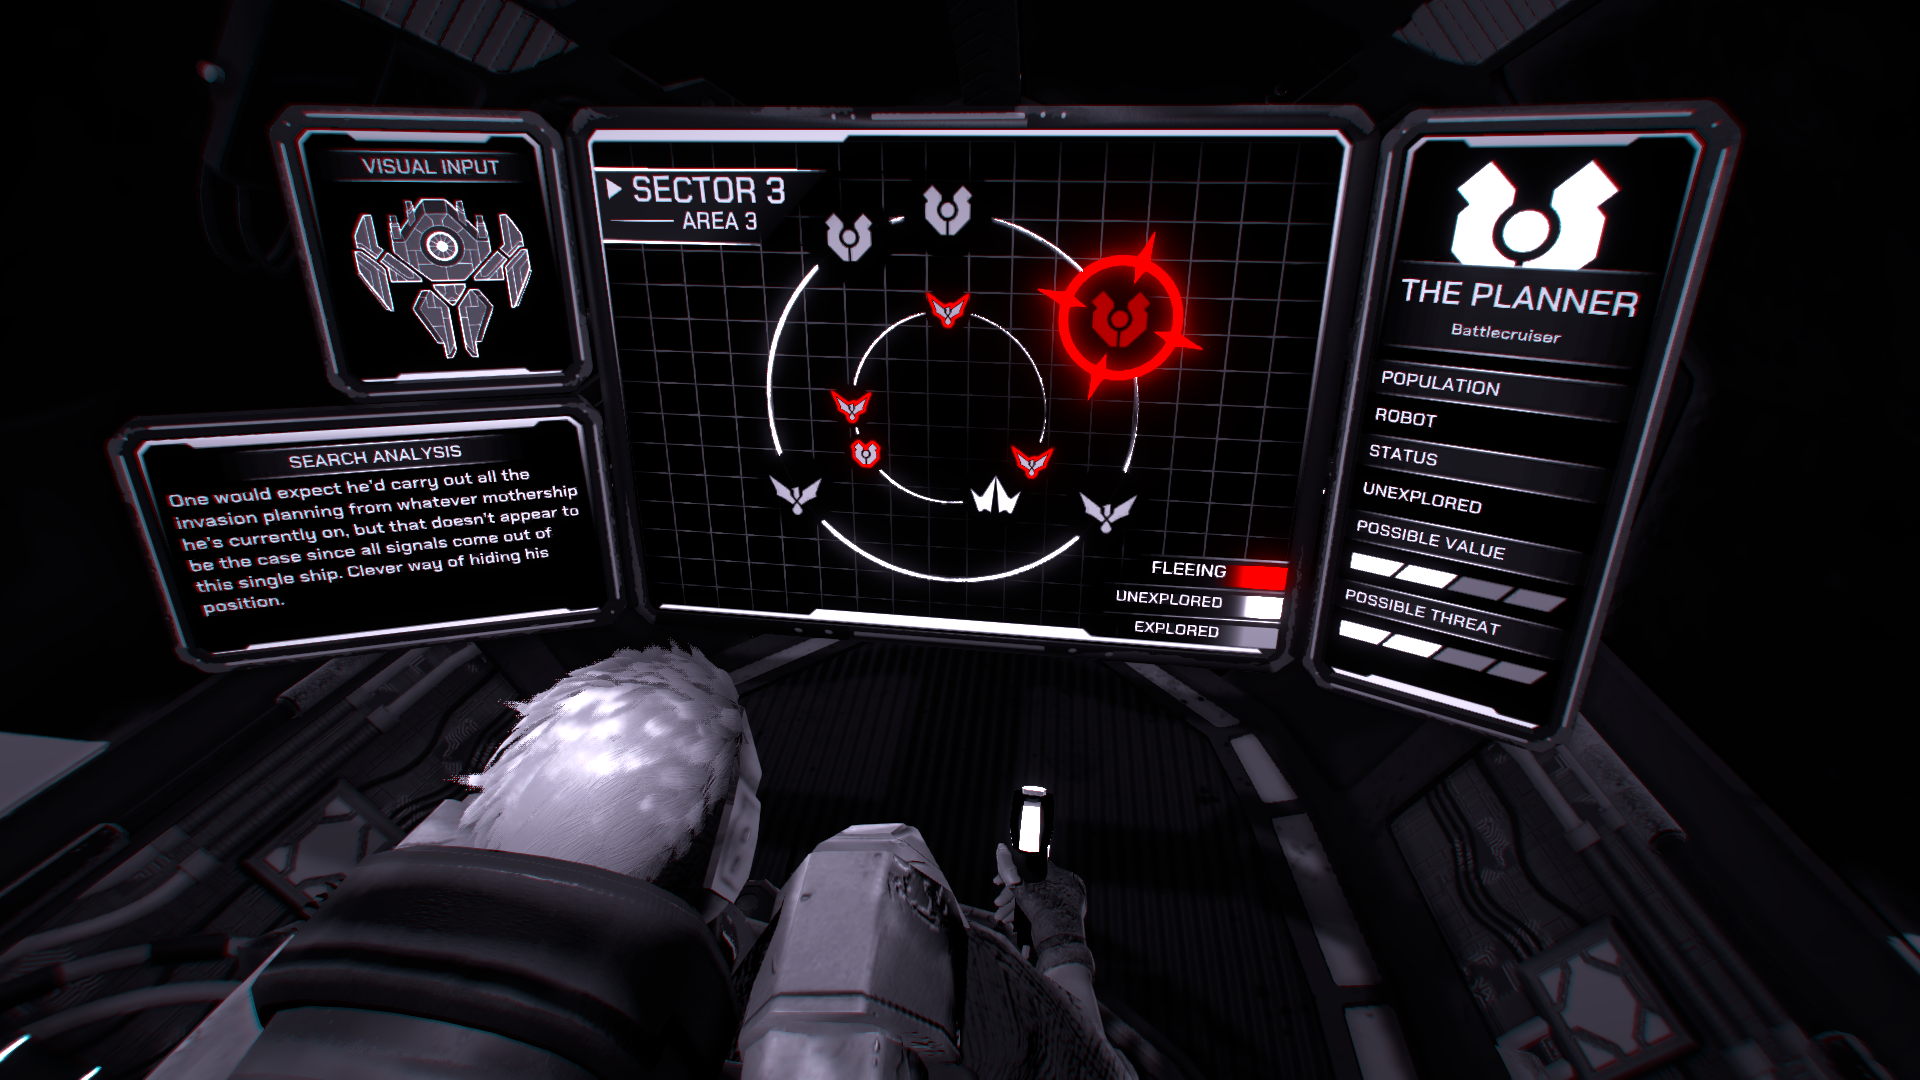 VISUAL INPUT
SEARCH ANALYSIS
One would expect he'd carry out all the
invasion planning from whatever mothership
he's currently on, but that doesn't appear to
be the case since all signals come out of
this single ship. Clever way of hiding his
position.
SECTOR 3
AREA 3
FLEEING
UNEXPLORED
EXPLORED
THE PLANNER
Battlecruiser
POPULATION
ROBOT
STATUS
UNEXPLORED
POSSIBLE VALUE
POSSIBLE THREAT